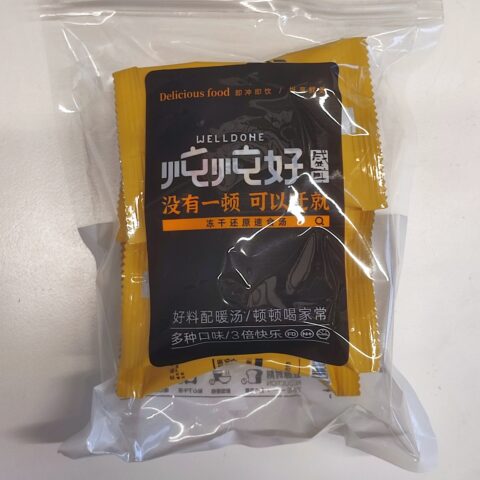 Delicious food 即冲即饮 /
WELLDONE
炖炖好
没有一顿 可以迁就
冻干还原速食汤
好料配暖汤/顿顿喝家常
多种口味/3倍快乐